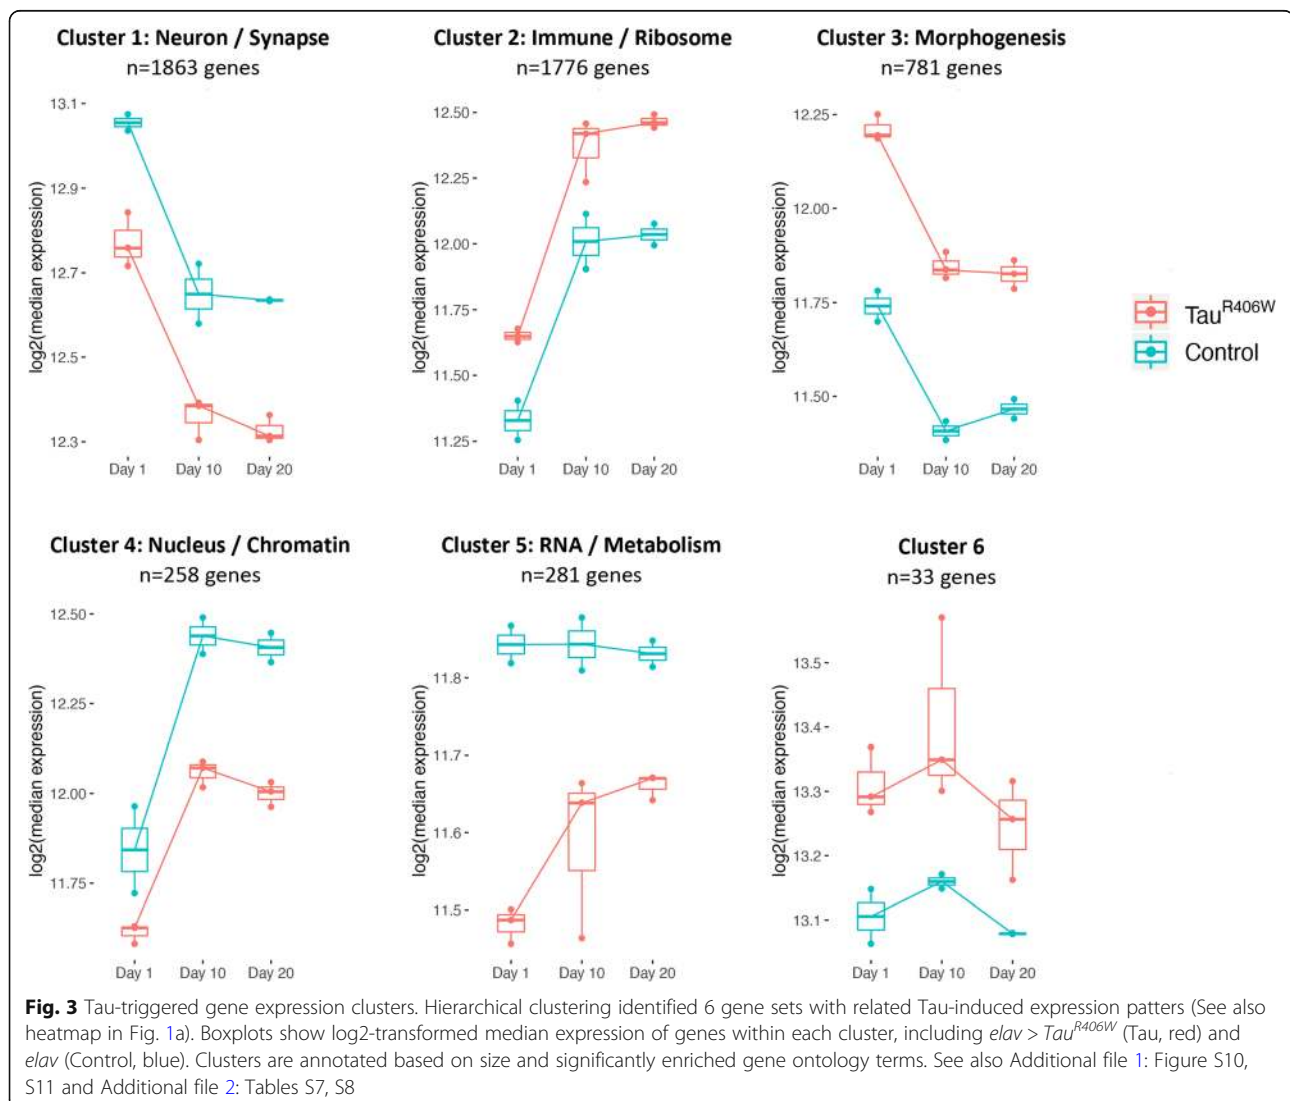 Cluster 1: Neuron / Synapse
n=1863 genes
log2(median expression)
13.1
12.9
12.7
12.5
12.3
Day 1 Day 10 Day 20
Cluster 2: Immune / Ribosome
n=1776 genes
log2(median expression)
12.50
12.25
12.00
11.75
11.50
11.25
Day 1 Day 10 Day 20
Cluster 3: Morphogenesis
n=781 genes
log2(median expression)
12.25
12.00
11.75
11.50
Day 1 Day 10 Day 20
Tau^R406W
Control
Cluster 4: Nucleus / Chromatin
n=258 genes
log2(median expression)
12.50
12.25
12.00
11.75
Day 1 Day 10 Day 20
Cluster 5: RNA / Metabolism
n=281 genes
log2(median expression)
11.8
11.7
11.6
11.5
Day 1 Day 10 Day 20
Cluster 6
n=33 genes
log2(median expression)
13.5
13.4
13.3
13.2
13.1
Day 1 Day 10 Day 20
Fig. 3 Tau-triggered gene expression clusters. Hierarchical clustering identified 6 gene sets with related Tau-induced expression patters (See also
heatmap in Fig. 1a). Boxplots show log2-transformed median expression of genes within each cluster, including elav > Tau^R406W (Tau, red) and
elav (Control, blue). Clusters are annotated based on size and significantly enriched gene ontology terms. See also Additional file 1: Figure S10,
S11 and Additional file 2: Tables S7, S8